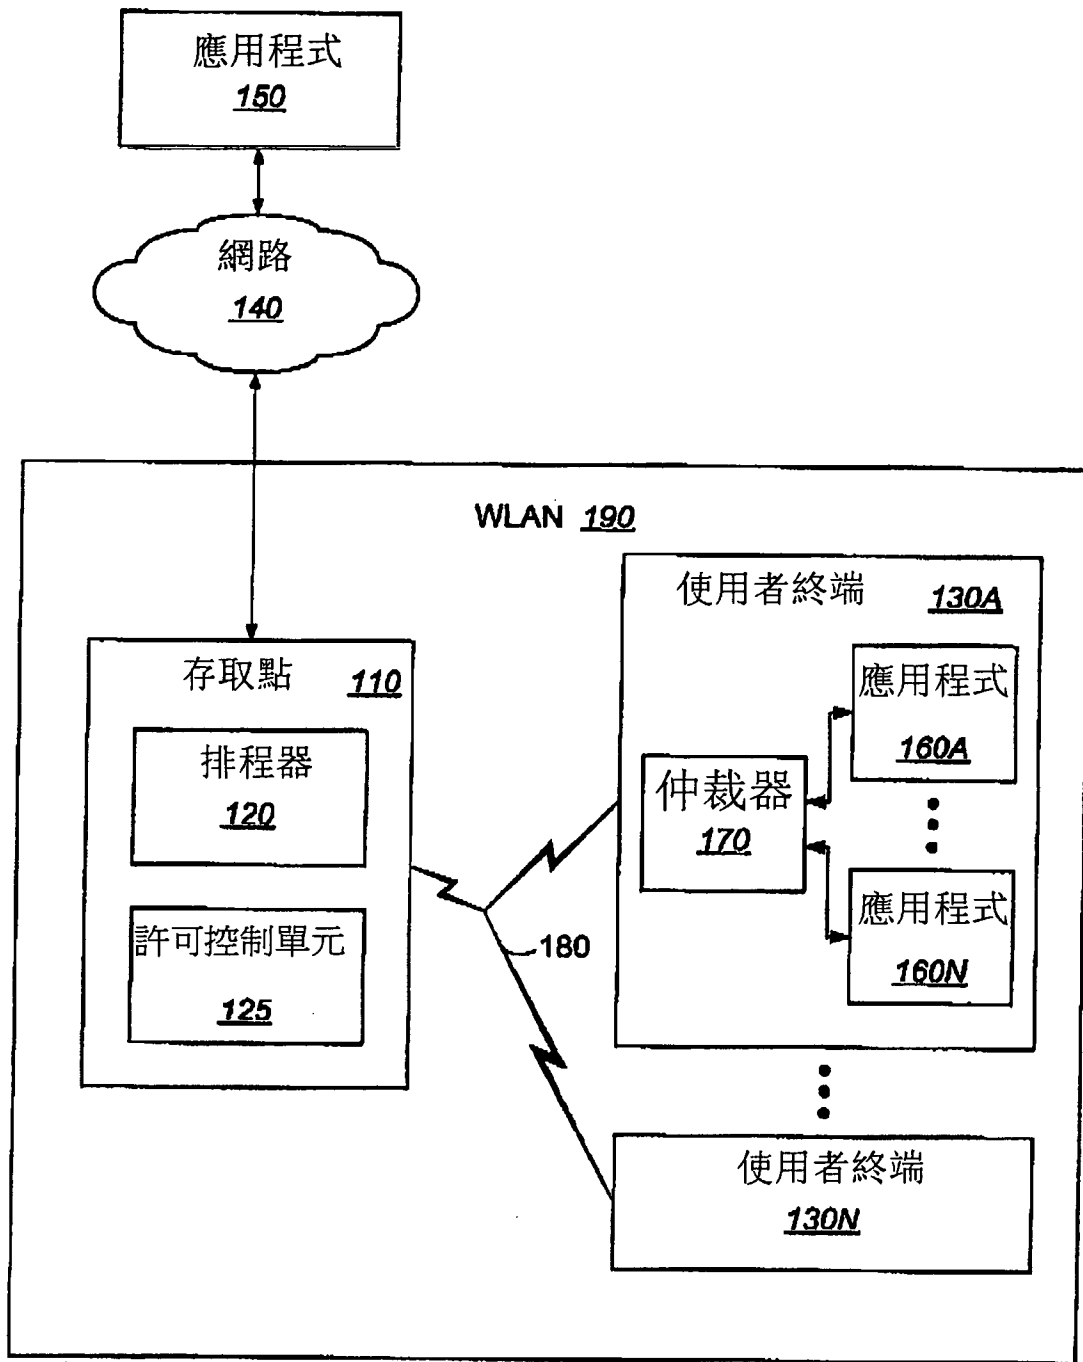 應用程式
150
網路
140
WLAN 190
使用者終端 130A
存取點 110
應用程式
160A
排程器
120
仲裁器
170
應用程式
160N
許可控制單元
125
180
使用者終端
130N